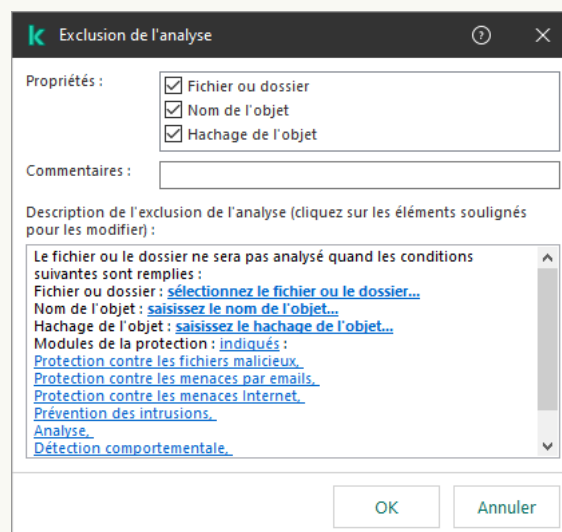 Exclusion de l'analyse
Propriétés :
Fichier ou dossier
Nom de l'objet
Hachage de l'objet
Commentaires :
Description de l'exclusion de l'analyse (cliquez sur les éléments soulignés
pour les modifier) :
Le fichier ou le dossier ne sera pas analysé quand les conditions
suivantes sont remplies :
Fichier ou dossier : sélectionnez le fichier ou le dossier...
Nom de l'objet : saisissez le nom de l'objet...
Hachage de l'objet : saisissez le hachage de l'objet...
Modules de la protection : indiqués :
Protection contre les fichiers malicieux,
Protection contre les menaces par emails,
Protection contre les menaces Internet,
Prévention des intrusions,
Analyse,
Détection comportementale,
OK
Annuler